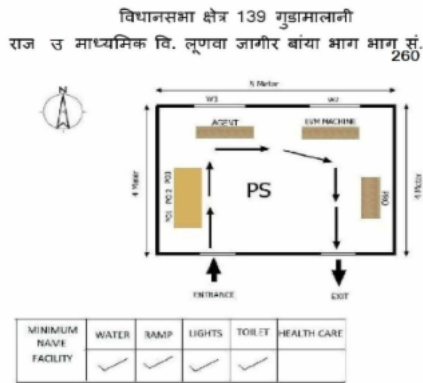 विधानसभा क्षेत्र 139 गुडामालानी
राज उ माध्यमिक वि. लूणवा जागीर बांया भाग भाग सं.
260
5 Meter
N
W1 W2
AGENT EVM MACHINE
4 Meter
4 Meter
PO1 PO2 PO3
PS
PRO
ENTRANCE EXIT
MINIMUM NAME FACILITY WATER RAMP LIGHTS TOILET HEALTH CARE